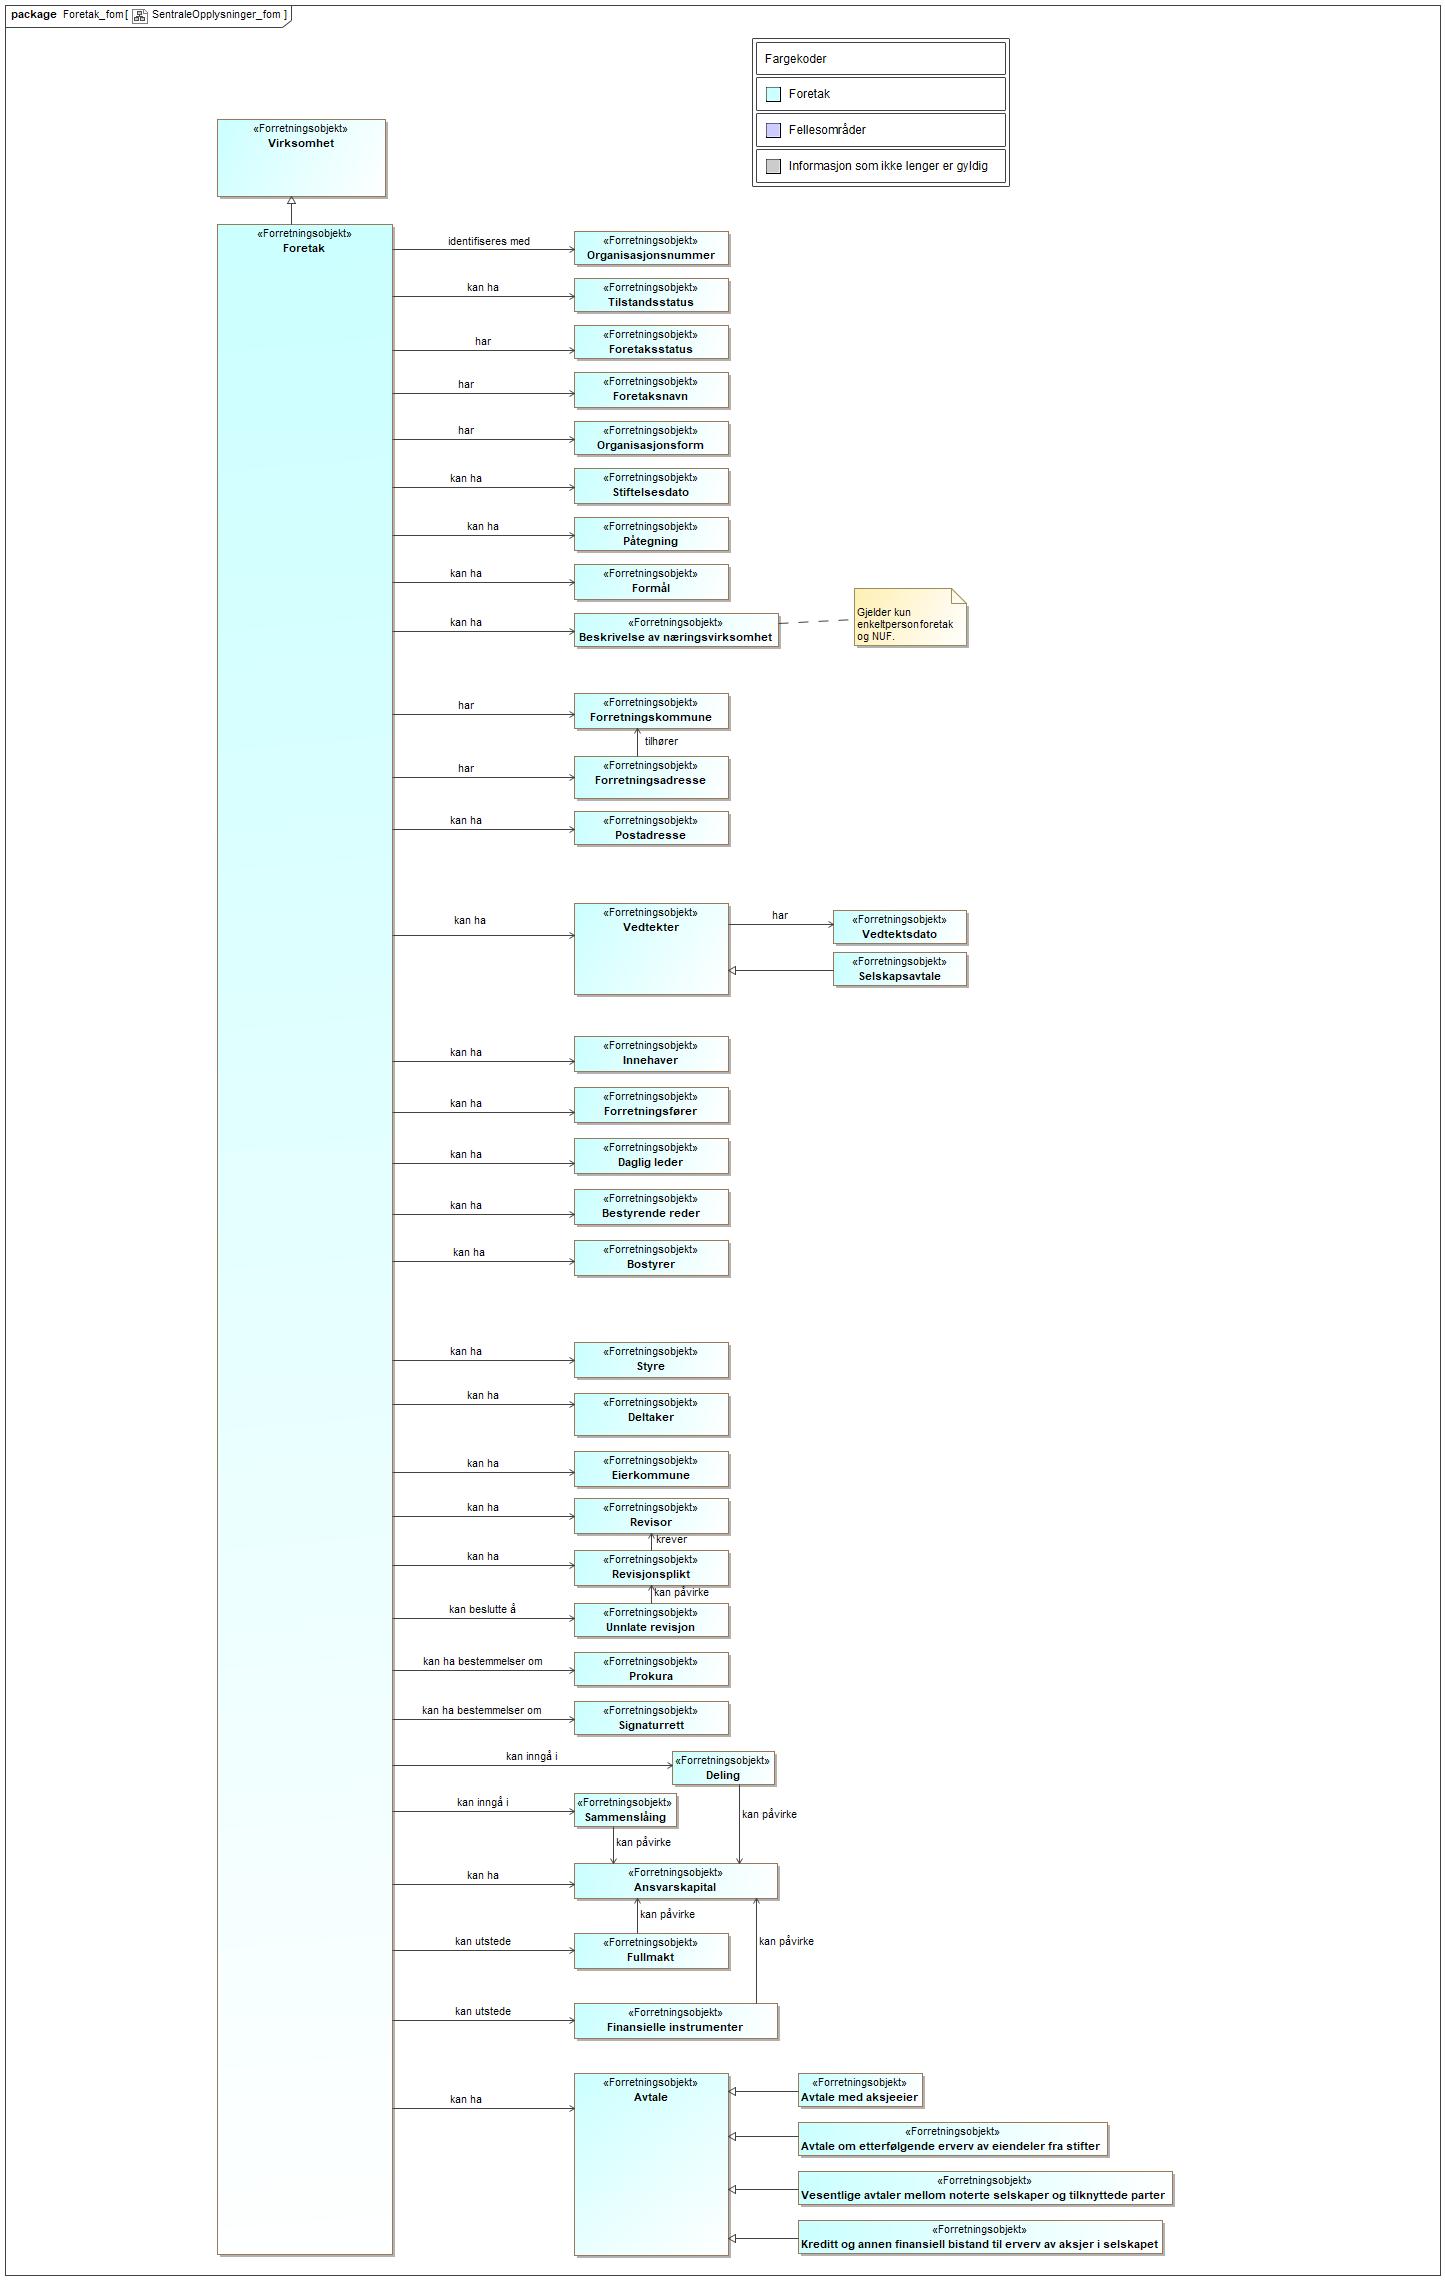 package Foretak_fom[ SentraleOpplysninger_fom ]
Fargekoder
Foretak
Fellesområder
Informasjon som ikke lenger er gyldig
«Forretningsobjekt»
Virksomhet
«Forretningsobjekt»
Foretak
identifiseres med
«Forretningsobjekt»
Organisasjonsnummer
kan ha
«Forretningsobjekt»
Tilstandsstatus
har
«Forretningsobjekt»
Foretaksstatus
har
«Forretningsobjekt»
Foretaksnavn
har
«Forretningsobjekt»
Organisasjonsform
kan ha
«Forretningsobjekt»
Stiftelsesdato
kan ha
«Forretningsobjekt»
Påtegning
kan ha
«Forretningsobjekt»
Formål
kan ha
«Forretningsobjekt»
Beskrivelse av næringsvirksomhet
Gjelder kun
enkeltpersonforetak
og NUF.
har
«Forretningsobjekt»
Forretningskommune
tilhører
har
«Forretningsobjekt»
Forretningsadresse
kan ha
«Forretningsobjekt»
Postadresse
kan ha
«Forretningsobjekt»
Vedtekter
har
«Forretningsobjekt»
Vedtektsdato
«Forretningsobjekt»
Selskapsavtale
kan ha
«Forretningsobjekt»
Innehaver
kan ha
«Forretningsobjekt»
Forretningsfører
kan ha
«Forretningsobjekt»
Daglig leder
kan ha
«Forretningsobjekt»
Bestyrende reder
kan ha
«Forretningsobjekt»
Bostyrer
kan ha
«Forretningsobjekt»
Styre
kan ha
«Forretningsobjekt»
Deltaker
kan ha
«Forretningsobjekt»
Eierkommune
kan ha
«Forretningsobjekt»
Revisor
krever
kan ha
«Forretningsobjekt»
Revisjonsplikt
kan påvirke
kan beslutte å
«Forretningsobjekt»
Unnlate revisjon
kan ha bestemmelser om
«Forretningsobjekt»
Prokura
kan ha bestemmelser om
«Forretningsobjekt»
Signaturrett
kan inngå i
«Forretningsobjekt»
Deling
kan inngå i
«Forretningsobjekt»
Sammenslåing
kan påvirke
kan påvirke
kan ha
«Forretningsobjekt»
Ansvarskapital
kan påvirke
kan utstede
«Forretningsobjekt»
Fullmakt
kan påvirke
kan utstede
«Forretningsobjekt»
Finansielle instrumenter
kan ha
«Forretningsobjekt»
Avtale
«Forretningsobjekt»
Avtale med aksjeeier
«Forretningsobjekt»
Avtale om etterfølgende erverv av eiendeler fra stifter
«Forretningsobjekt»
Vesentlige avtaler mellom noterte selskaper og tilknyttede parter
«Forretningsobjekt»
Kreditt og annen finansiell bistand til erverv av aksjer i selskapet